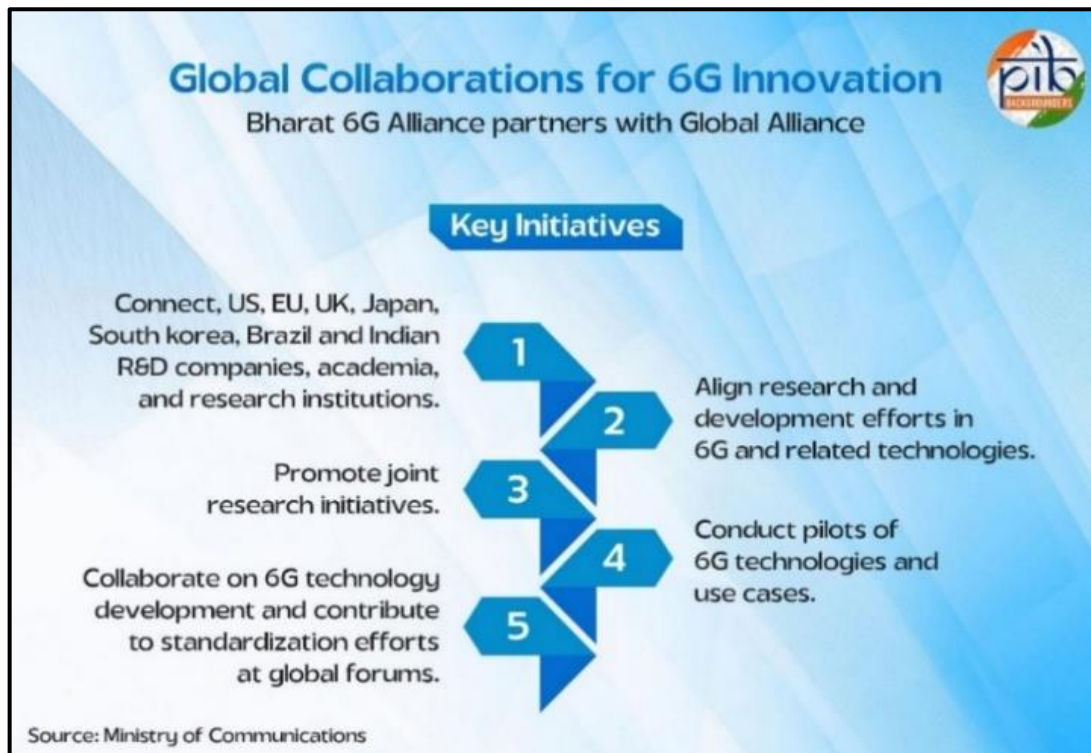 Global Collaborations for 6G Innovation
Bharat 6G Alliance partners with Global Alliance
pib
BACKGROUNDERS
Key Initiatives
Connect, US, EU, UK, Japan,
South korea, Brazil and Indian
R&D companies, academia,
and research institutions.
1
2
Align research and
development efforts in
6G and related technologies.
Promote joint
research initiatives.
3
4
Conduct pilots of
6G technologies and
use cases.
Collaborate on 6G technology
development and contribute
to standardization efforts
at global forums.
5
Source: Ministry of Communications